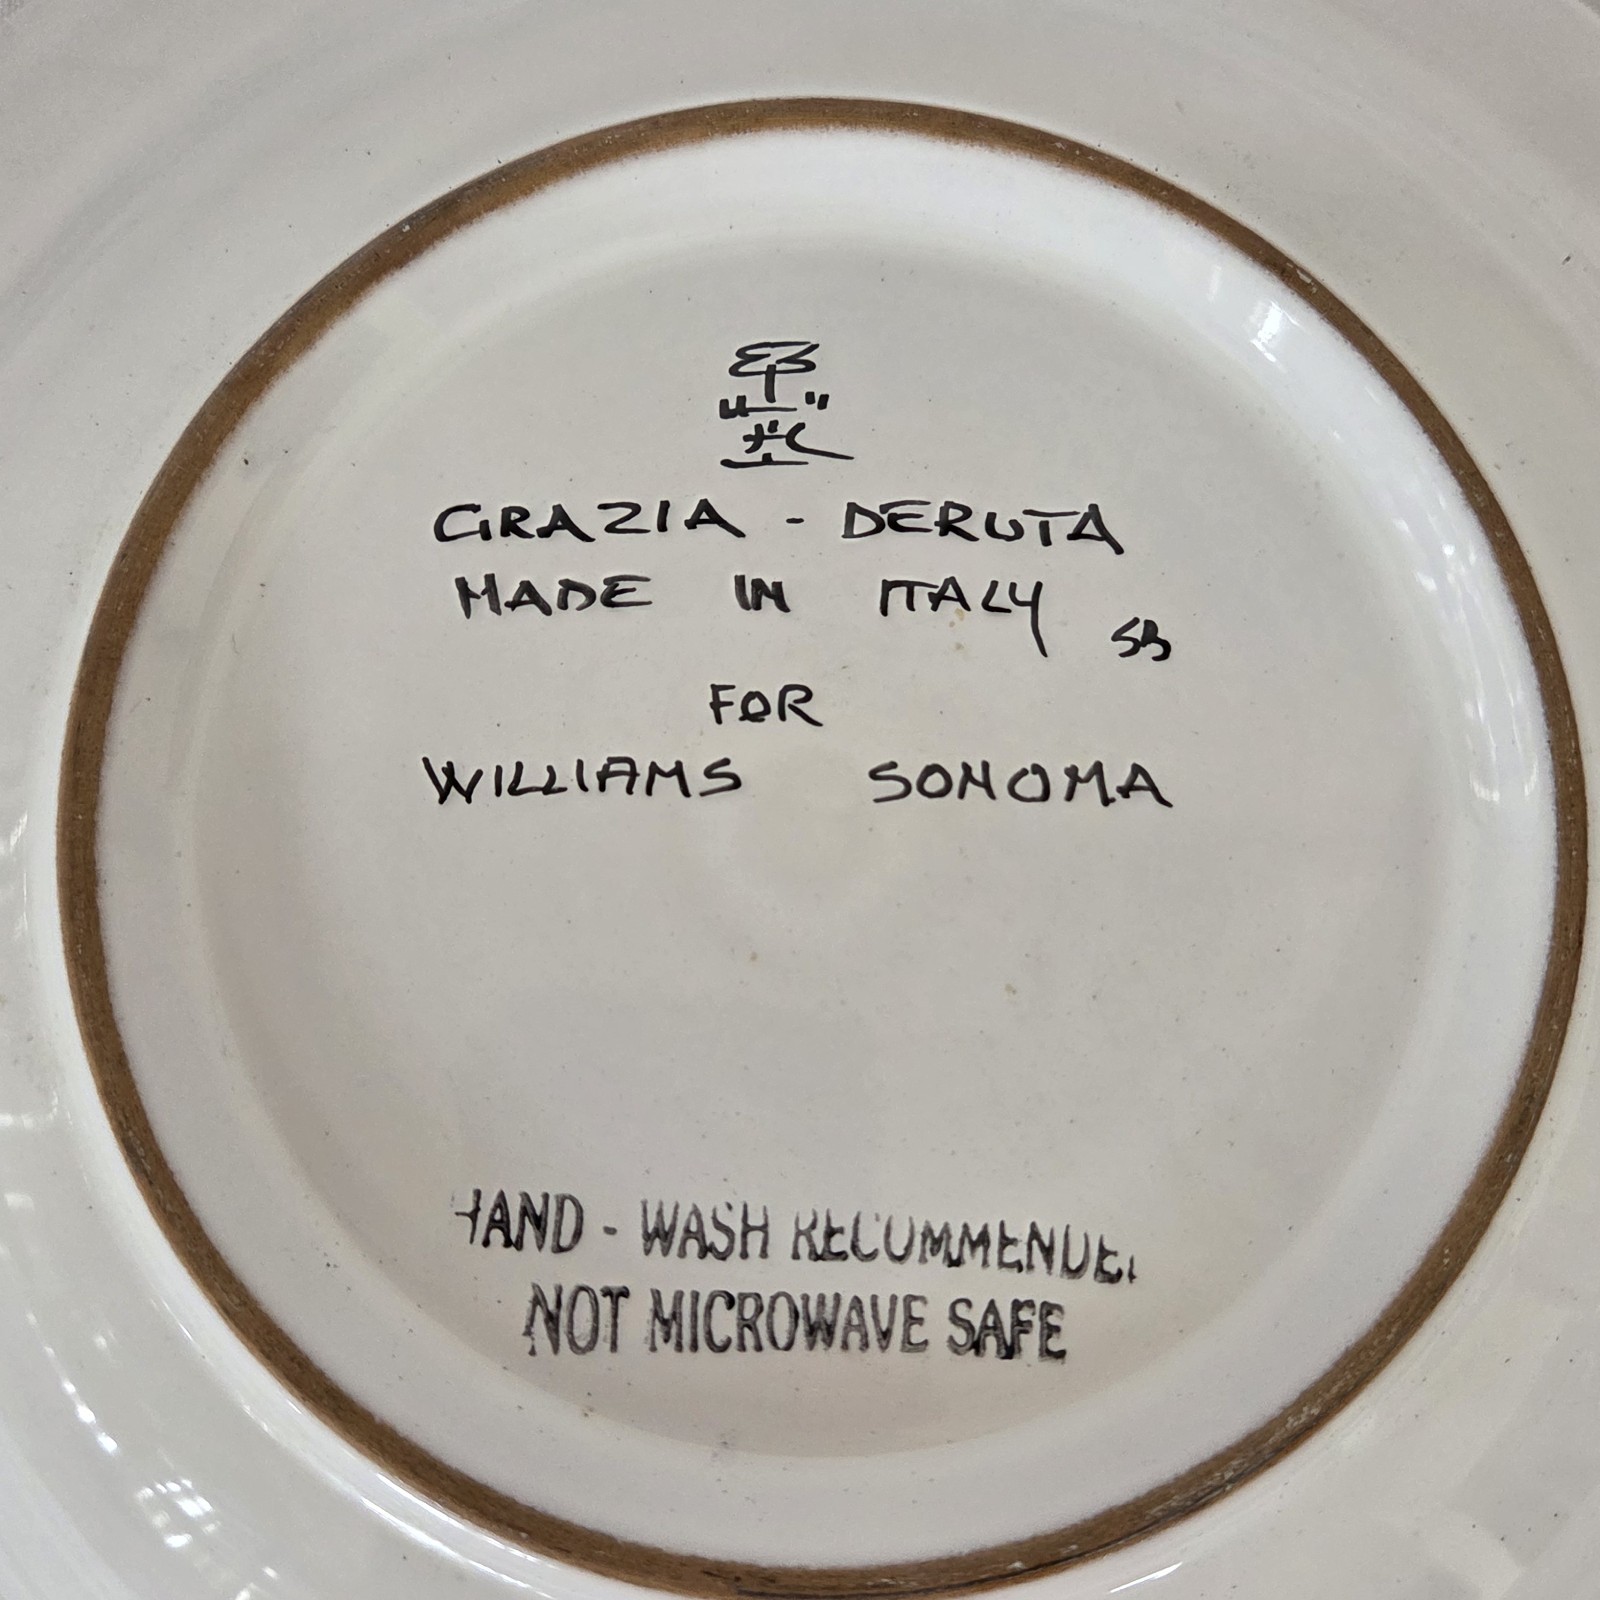 GRAZIA - DERUTA
MADE IN ITALY
SB
FOR
WILLIAMS SONOMA
HAND - WASH RECOMMENDED
NOT MICROWAVE SAFE